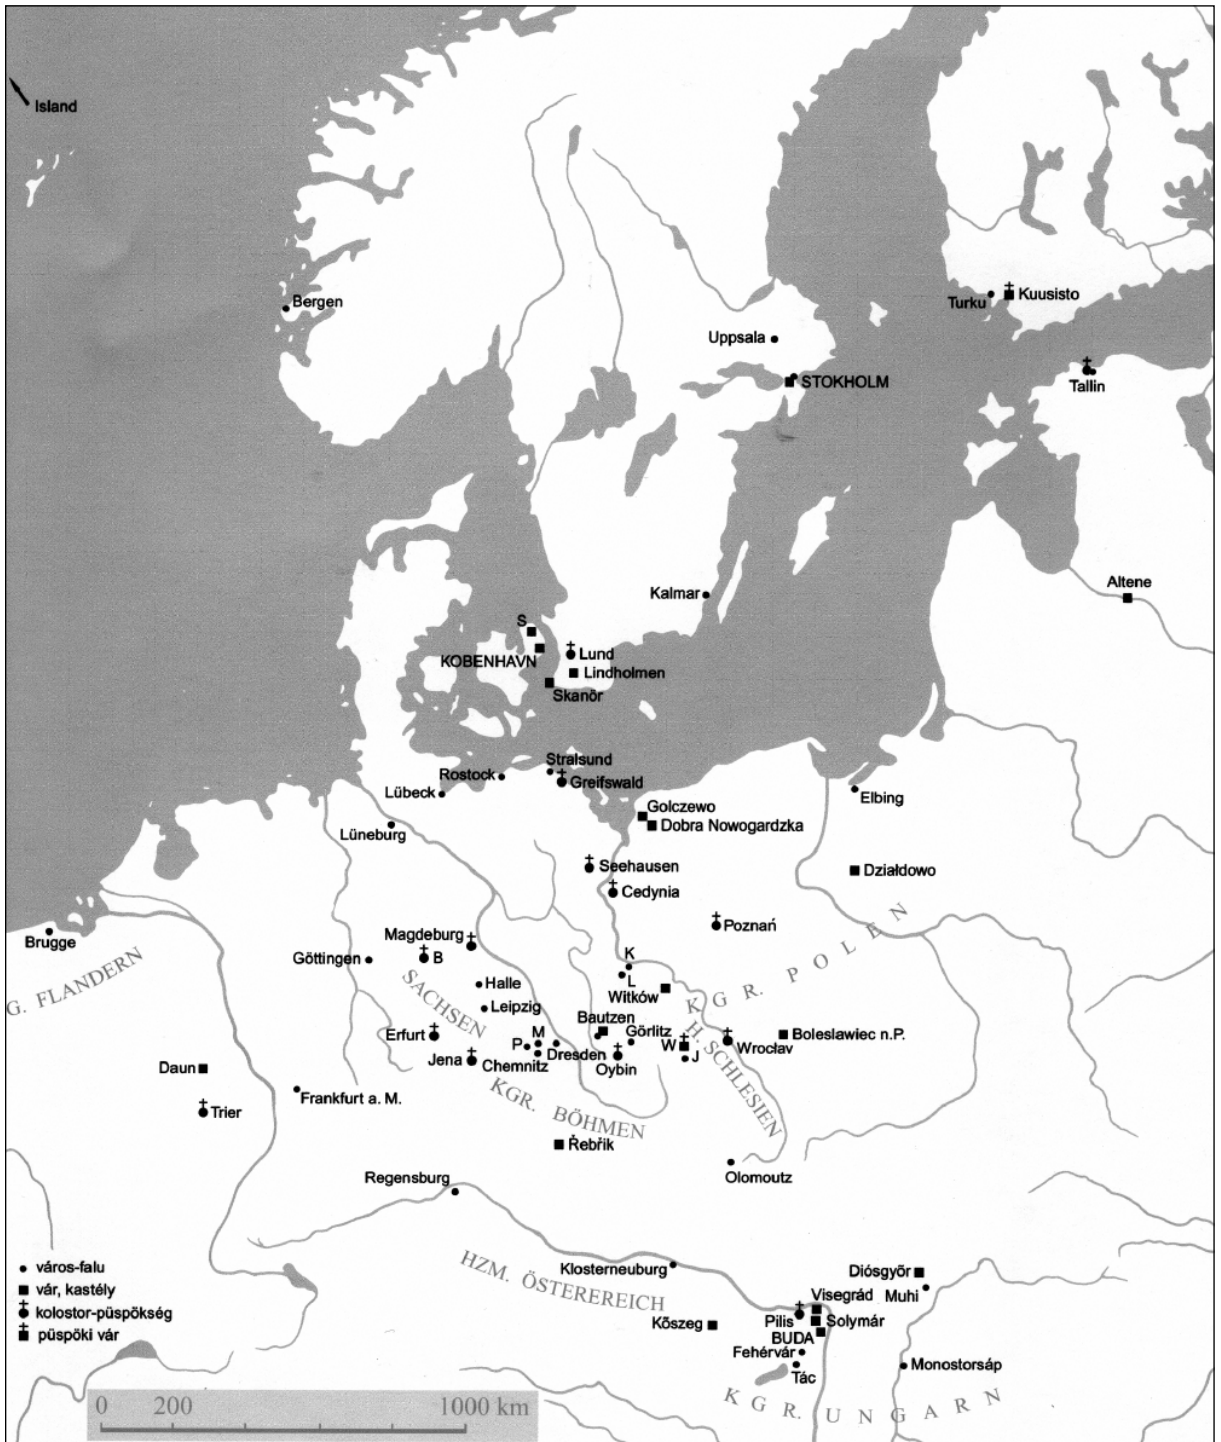 Island
Bergen
Turku
Kuusisto
Uppsala
STOKHOLM
Tallin
Altene
Kalmar
S
KOBENHAVN
Lund
Lindholmen
Skanör
Stralsund
Rostock
Greifswald
Lübeck
Elbing
Golczewo
Dobra Nowogardzka
Lüneburg
Seehausen
Działdowo
Cedynia
Poznań
Brugge
Magdeburg
B
Göttingen
K
L
Witków
G. FLANDERN
SACHSEN
KGR. POLEN
Halle
Leipzig
Bautzen
Görlitz
Erfurt
M
P
Dresden
W
J
H. SCHLESIEN
Wrocław
Boleslawiec n.P.
Jena
Chemnitz
Oybin
Daun
Frankfurt a. M.
Trier
KGR. BÖHMEN
Řebřik
Regensburg
Olomoutz
HZM. ÖSTEREREICH
Klosterneuburg
Diósgyőr
Muhi
Visegrád
Pilis
Solymár
Kőszeg
BUDA
Fehérvár
Tác
Monostorsáp
KGR. UNGARN
város-falu
vár, kastély
kolostor-püspökség
püspöki vár
0 200 1000 km